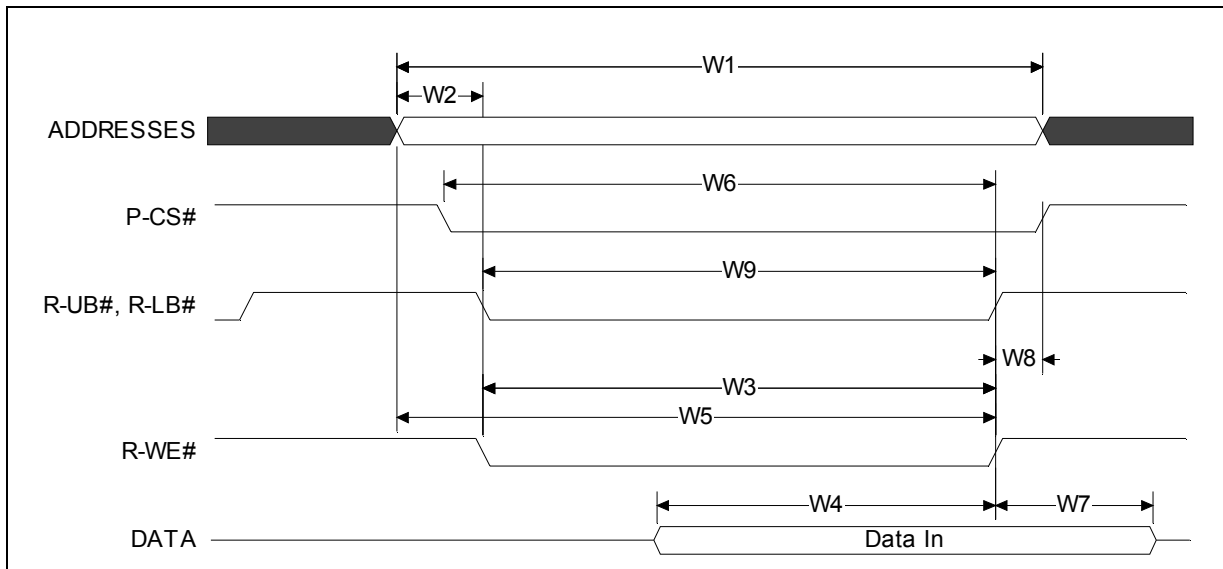 W1
W2
ADDRESSES
W6
P-CS#
W9
R-UB#, R-LB#
W8
W3
W5
R-WE#
W4 W7
DATA Data In